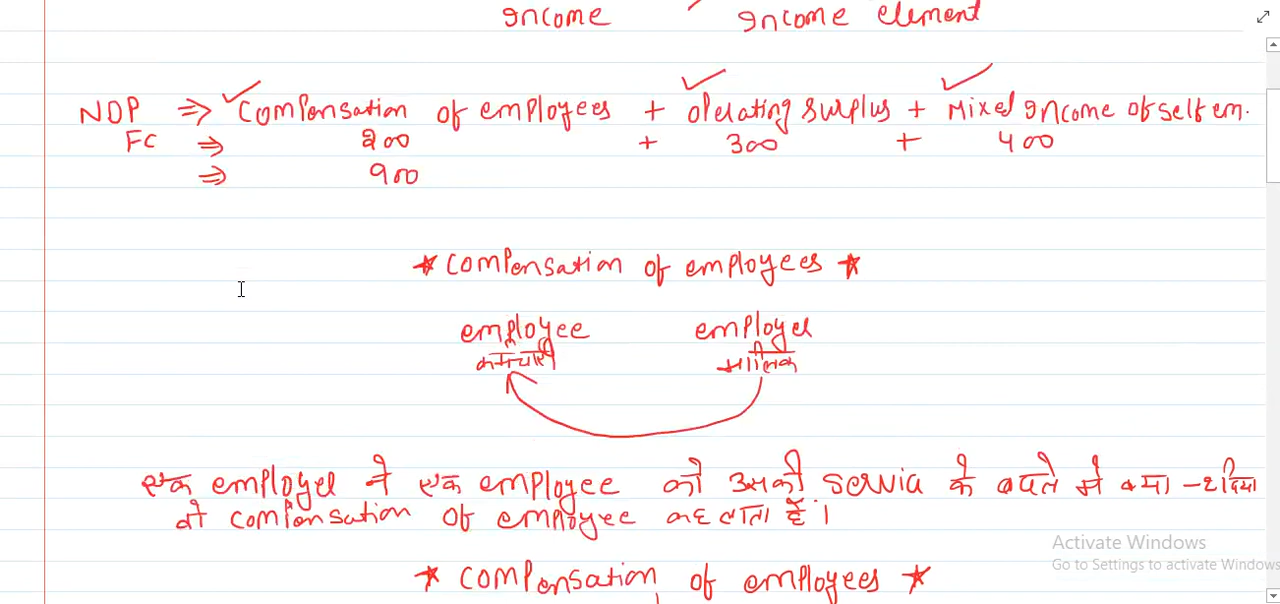 Income Income element
NDP ⇒ Compensation of employees + Operating Surplus + Mixed Income of self em.
FC ⇒ 200 + 300 + 400
⇒ 900
★ Compensation of employees ★
employee employer
कर्मचारी मालिक
एक employer ने एक employee को उसकी service के बदले में क्या-2 दिया
वो compensation of employee कहलाता है।
Activate Windows
Go to Settings to activate Windows
★ Compensation of employees ★